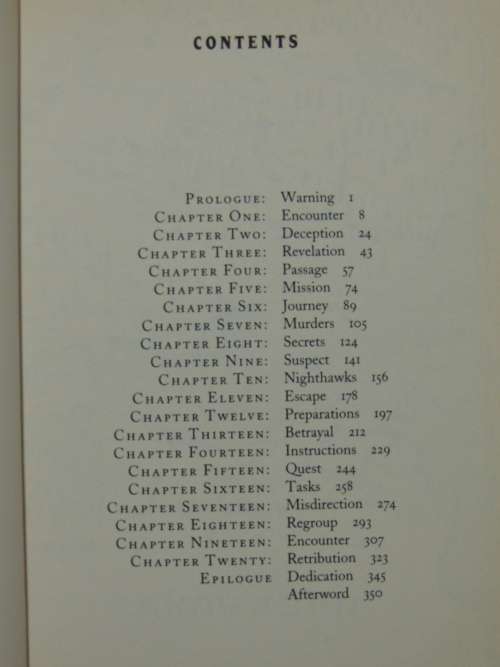 CONTENTS
PROLOGUE: Warning 1
CHAPTER ONE: Encounter 8
CHAPTER TWO: Deception 24
CHAPTER THREE: Revelation 43
CHAPTER FOUR: Passage 57
CHAPTER FIVE: Mission 74
CHAPTER SIX: Journey 89
CHAPTER SEVEN: Murders 105
CHAPTER EIGHT: Secrets 124
CHAPTER NINE: Suspect 141
CHAPTER TEN: Nighthawks 156
CHAPTER ELEVEN: Escape 178
CHAPTER TWELVE: Preparations 197
CHAPTER THIRTEEN: Betrayal 212
CHAPTER FOURTEEN: Instructions 229
CHAPTER FIFTEEN: Quest 244
CHAPTER SIXTEEN: Tasks 258
CHAPTER SEVENTEEN: Misdirection 274
CHAPTER EIGHTEEN: Regroup 293
CHAPTER NINETEEN: Encounter 307
CHAPTER TWENTY: Retribution 323
EPILOGUE Dedication 345
Afterword 350